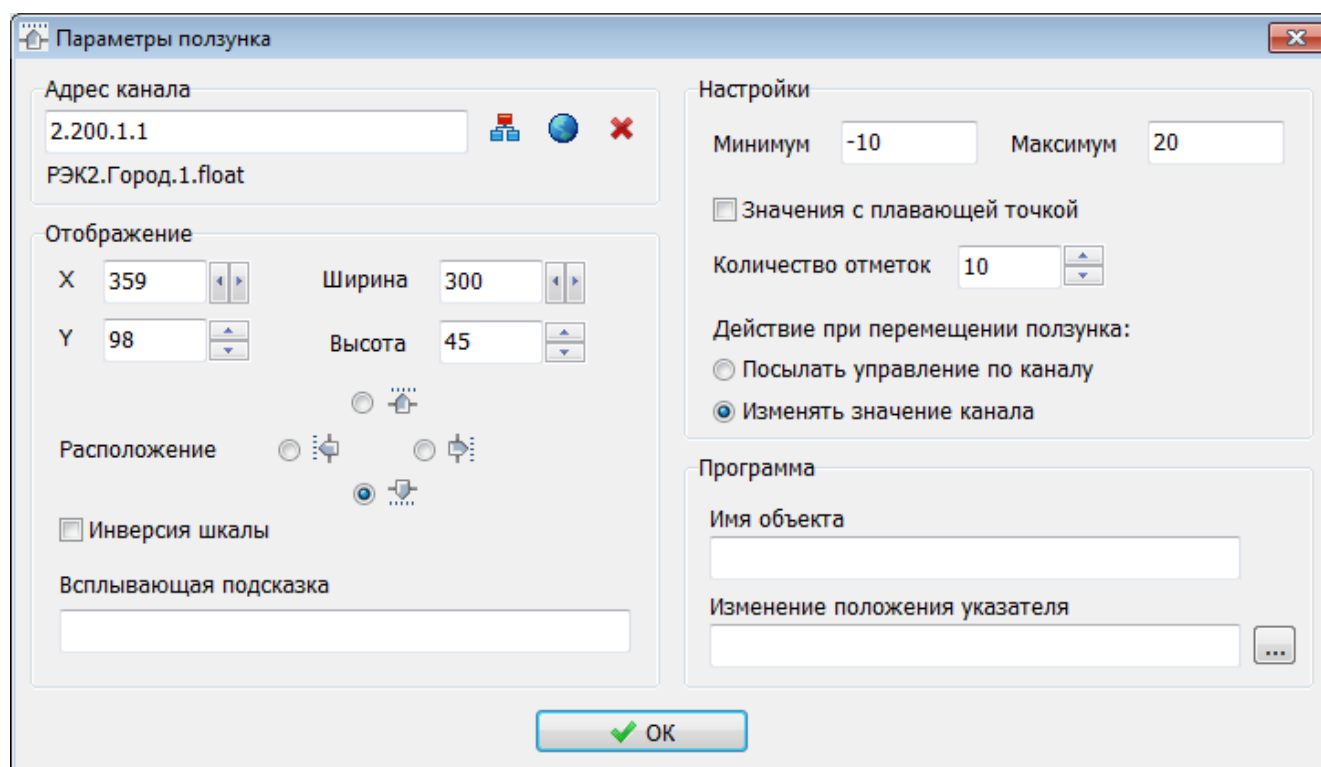 Параметры ползунка
Адрес канала
2.200.1.1
РЭК2.Город.1.float
Отображение
X 359 Ширина 300
Y 98 Высота 45
Расположение
Инверсия шкалы
Всплывающая подсказка
Настройки
Минимум -10 Максимум 20
Значения с плавающей точкой
Количество отметок 10
Действие при перемещении ползунка:
Посылать управление по каналу
Изменять значение канала
Программа
Имя объекта
Изменение положения указателя
...
ОК